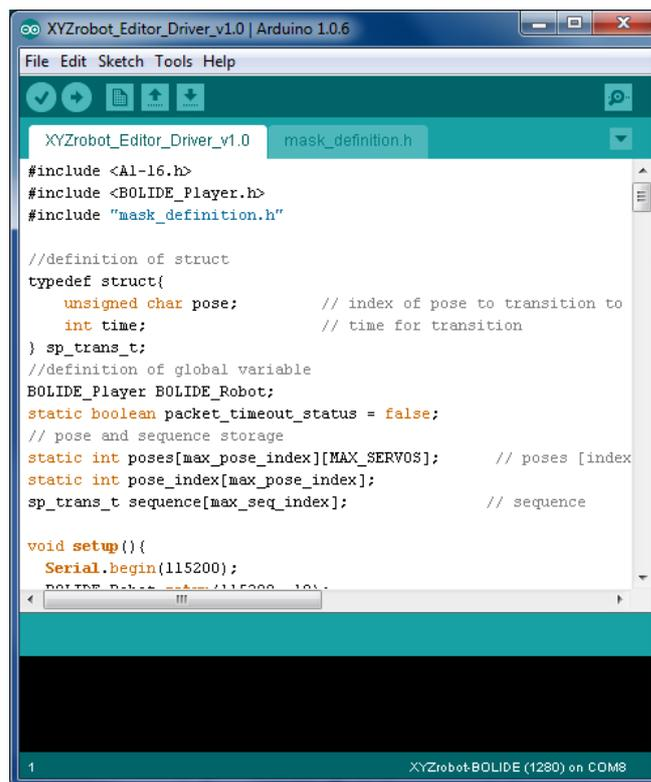 XYZrobot_Editor_Driver_v1.0 | Arduino 1.0.6
File Edit Sketch Tools Help
XYZrobot_Editor_Driver_v1.0 mask_definition.h
#include <A1-16.h>
#include <BOLIDE_Player.h>
#include "mask_definition.h"
//definition of struct
typedef struct{
unsigned char pose; // index of pose to transition to
int time; // time for transition
} sp_trans_t;
//definition of global variable
BOLIDE_Player BOLIDE_Robot;
static boolean packet_timeout_status = false;
// pose and sequence storage
static int poses[max_pose_index][MAX_SERVOS]; // poses [index
static int pose_index[max_pose_index];
sp_trans_t sequence[max_seq_index]; // sequence
void setup(){
Serial.begin(115200);
1 XYZrobot-BOLIDE (1280) on COM8